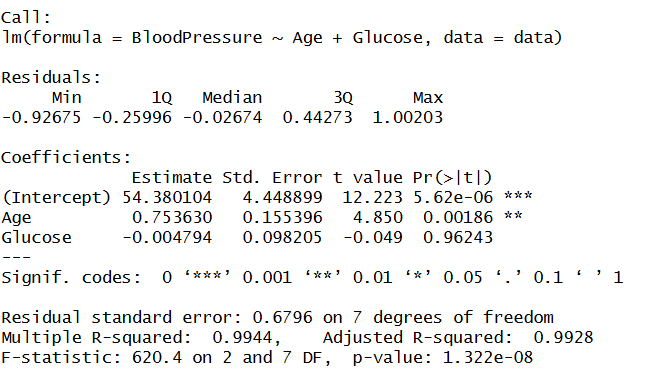 Call:
lm(formula = BloodPressure ~ Age + Glucose, data = data)
Residuals:
Min 1Q Median 3Q Max
-0.92675 -0.25996 -0.02674 0.44273 1.00203
Coefficients:
Estimate Std. Error t value Pr(>|t|)
(Intercept) 54.380104 4.448899 12.223 5.62e-06 ***
Age 0.753630 0.155396 4.850 0.00186 **
Glucose -0.004794 0.098205 -0.049 0.96243
---
Signif. codes: 0 ‘***’ 0.001 ‘**’ 0.01 ‘*’ 0.05 ‘.’ 0.1 ‘ ’ 1
Residual standard error: 0.6796 on 7 degrees of freedom
Multiple R-squared: 0.9944, Adjusted R-squared: 0.9928
F-statistic: 620.4 on 2 and 7 DF, p-value: 1.322e-08